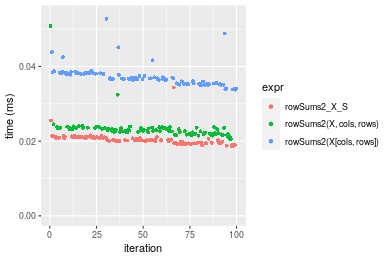 0.04
0.02
0.00
0
25
50
75
100
time (ms)
iteration
expr
rowSums2_X_S
rowSums2(X, cols, rows)
rowSums2(X[cols, rows])